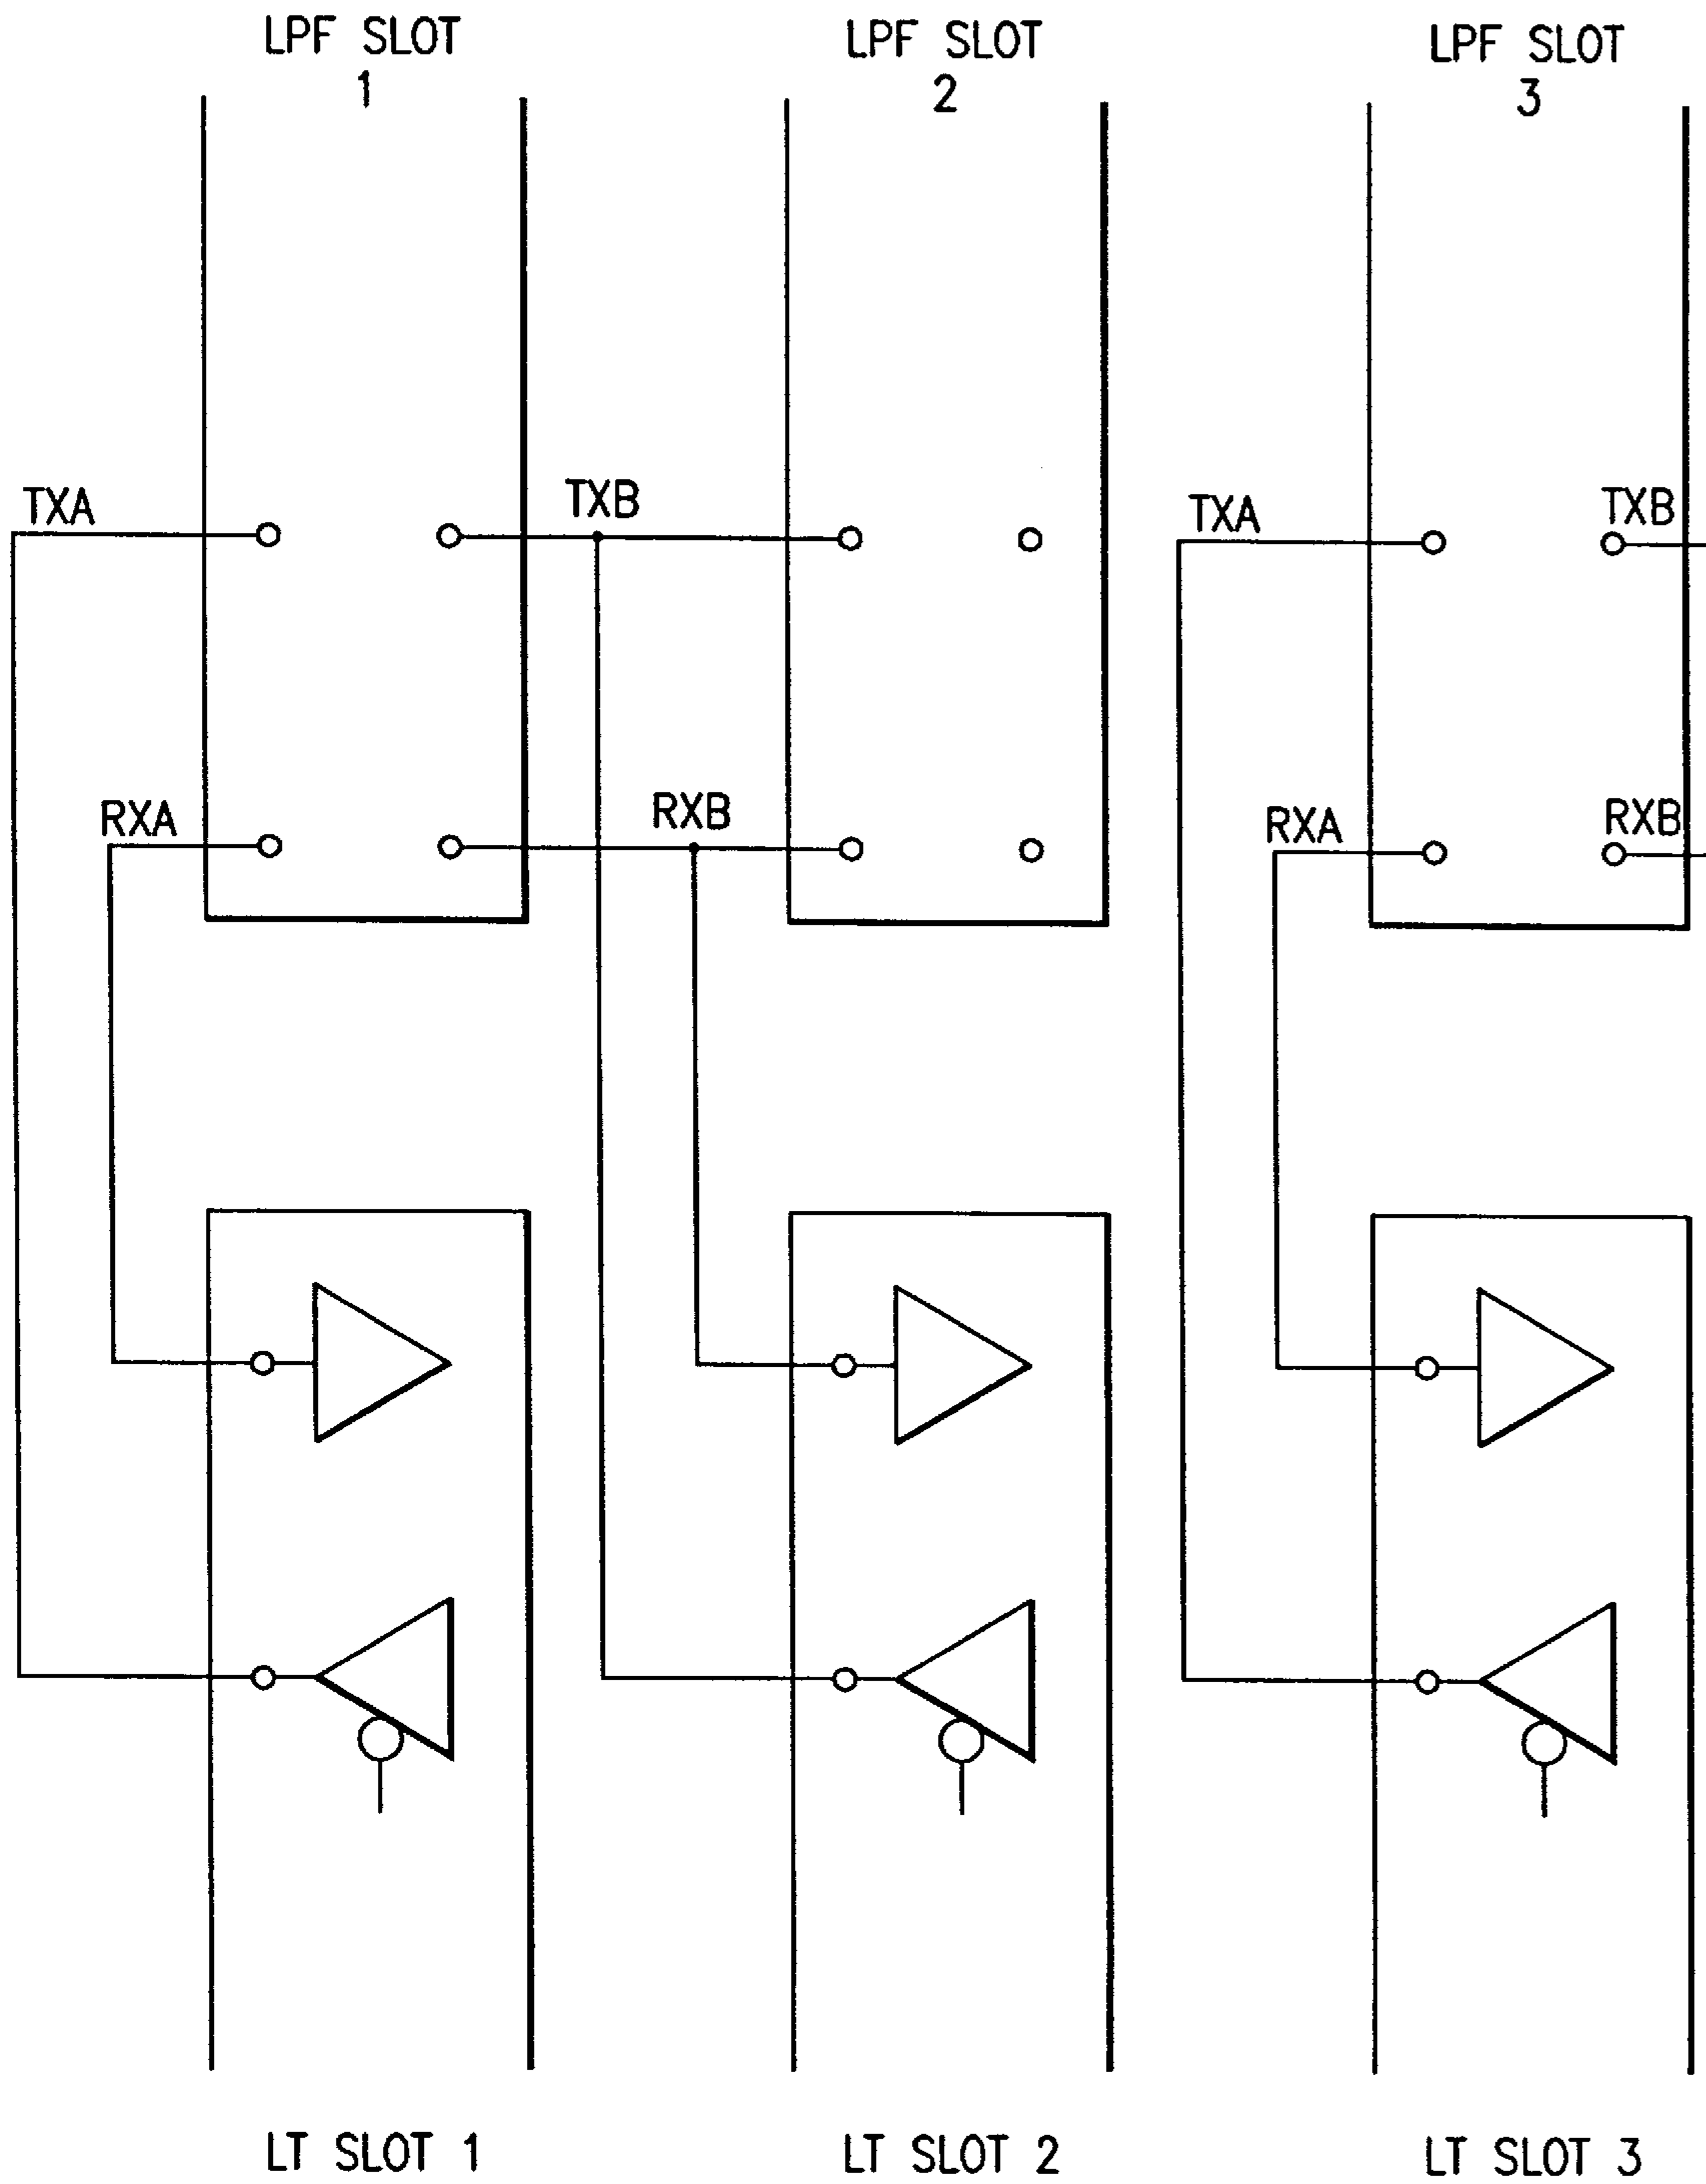 LPF SLOT
1
LPF SLOT
2
LPF SLOT
3
TXA
TXB
TXA
TXB
RXA
RXB
RXA
RXB
LT SLOT 1
LT SLOT 2
LT SLOT 3